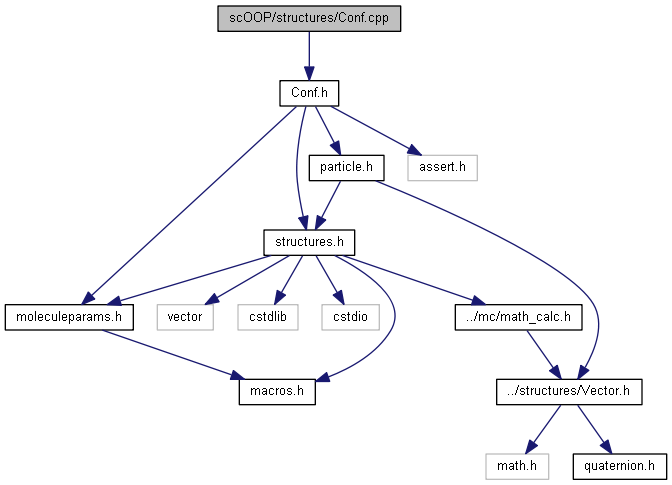 scOOP/structures/Conf.cpp
Conf.h
particle.h
assert.h
structures.h
moleculeparams.h
vector
cstdlib
cstdio
../mc/math_calc.h
macros.h
../structures/Vector.h
math.h
quaternion.h